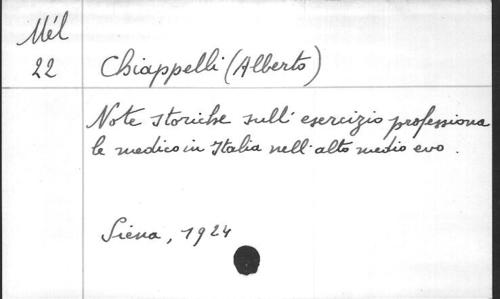 Mél
22
Chiappelli (Alberto)
Note storiche sull' esercizio professiona
le medico in Italia nell' alto medio evo.
Siena, 1924